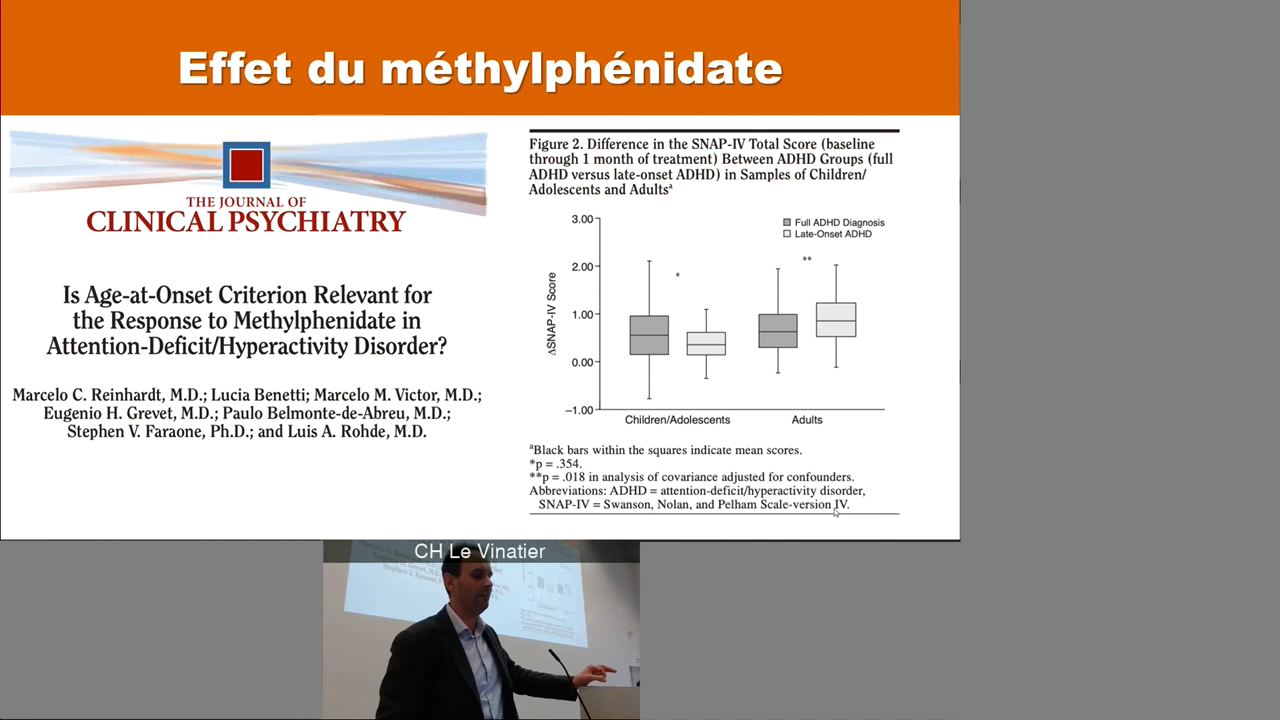 Effet du méthylphénidate
THE JOURNAL OF
CLINICAL PSYCHIATRY
Is Age-at-Onset Criterion Relevant for
the Response to Methylphenidate in
Attention-Deficit/Hyperactivity Disorder?
Marcelo C. Reinhardt, M.D.; Lucia Benetti; Marcelo M. Victor, M.D.;
Eugenio H. Grevet, M.D.; Paulo Belmonte-de-Abreu, M.D.;
Stephen V. Faraone, Ph.D.; and Luis A. Rohde, M.D.
Figure 2. Difference in the SNAP-IV Total Score (baseline
through 1 month of treatment) Between ADHD Groups (full
ADHD versus late-onset ADHD) in Samples of Children/
Adolescents and Adultsª
3.00
2.00
1.00
0.00
−1.00
ΔSNAP-IV Score
Full ADHD Diagnosis
Late-Onset ADHD
*
**
Children/Adolescents
Adults
ªBlack bars within the squares indicate mean scores.
*p = .354.
**p = .018 in analysis of covariance adjusted for confounders.
Abbreviations: ADHD = attention-deficit/hyperactivity disorder,
SNAP-IV = Swanson, Nolan, and Pelham Scale-version IV.
CH Le Vinatier